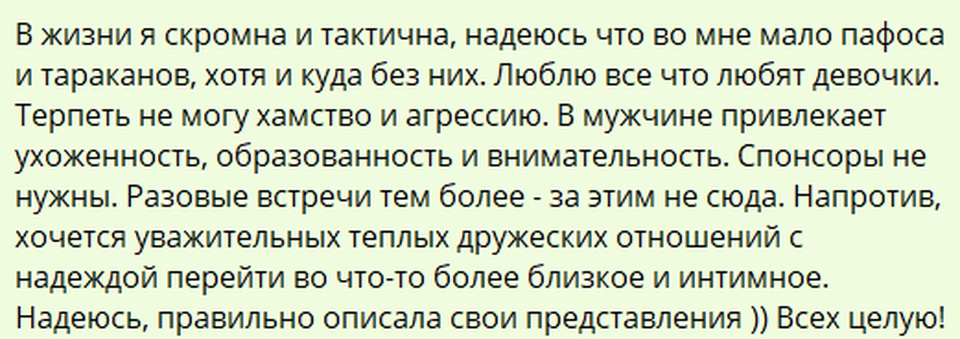 В жизни я скромна и тактична, надеюсь что во мне мало пафоса
и тараканов, хотя и куда без них. Люблю все что любят девочки.
Терпеть не могу хамство и агрессию. В мужчине привлекает
ухоженность, образованность и внимательность. Спонсоры не
нужны. Разовые встречи тем более - за этим не сюда. Напротив,
хочется уважительных теплых дружеских отношений с
надеждой перейти во что-то более близкое и интимное.
Надеюсь, правильно описала свои представления )) Всех целую!